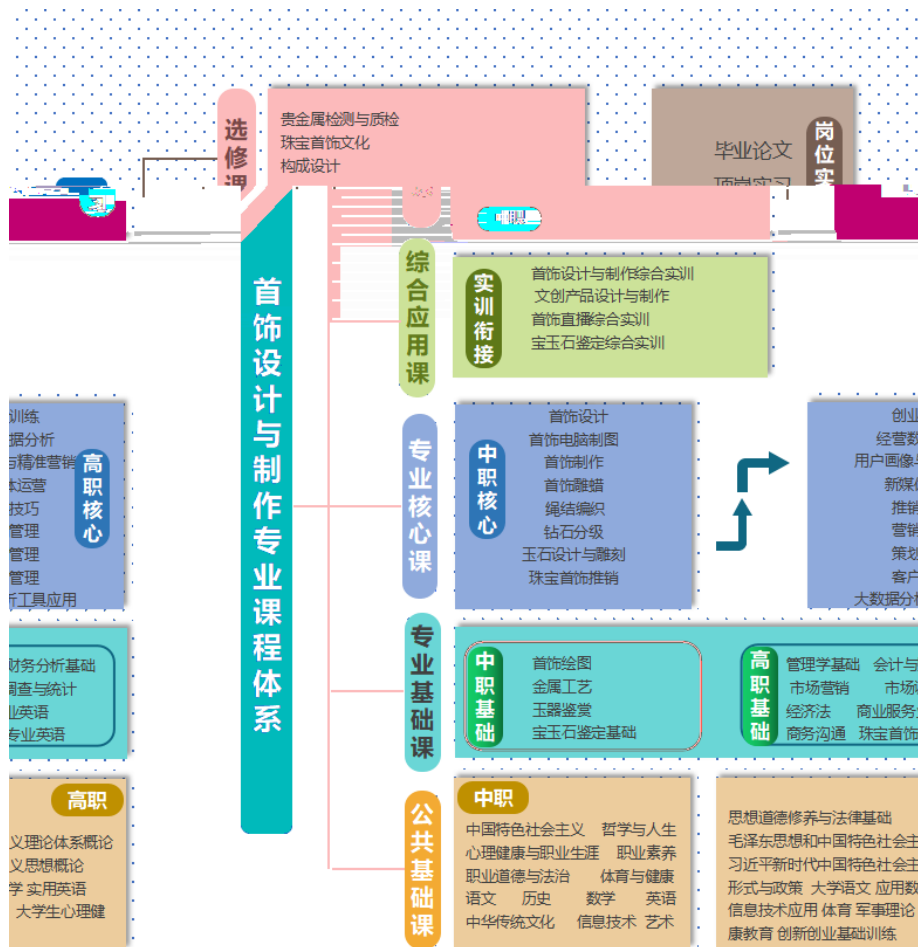 选修课
贵金属检测与质检
珠宝首饰文化
构成设计
毕业论文
顶岗实习
岗位实
首饰设计与制作专业课程体系
综合应用课
实训衔接
首饰设计与制作综合实训
文创产品设计与制作
首饰直播综合实训
宝玉石鉴定综合实训
训练
据分析
与精准营销
体运营
技巧
管理
管理
管理
析工具应用
高职核心
专业核心课
中职核心
首饰设计
首饰电脑制图
首饰制作
首饰雕蜡
绳结编织
钻石分级
玉石设计与雕刻
珠宝首饰推销
创业
经营数
用户画像与
新媒体
推销
营销
策划
客户
大数据分析
财务分析基础
调查与统计
业英语
专业英语
专业基础课
中职基础
首饰绘图
金属工艺
玉器鉴赏
宝玉石鉴定基础
高职基础
管理学基础 会计与
市场营销 市场调
经济法 商业服务业
商务沟通 珠宝首饰
高职
义理论体系概论
义思想概论
学 实用英语
大学生心理健
公共基础课
中职
中国特色社会主义 哲学与人生
心理健康与职业生涯 职业素养
职业道德与法治 体育与健康
语文 历史 数学 英语
中华传统文化 信息技术 艺术
思想道德修养与法律基础
毛泽东思想和中国特色社会主
习近平新时代中国特色社会主
形式与政策 大学语文 应用数
信息技术应用 体育 军事理论
康教育 创新创业基础训练